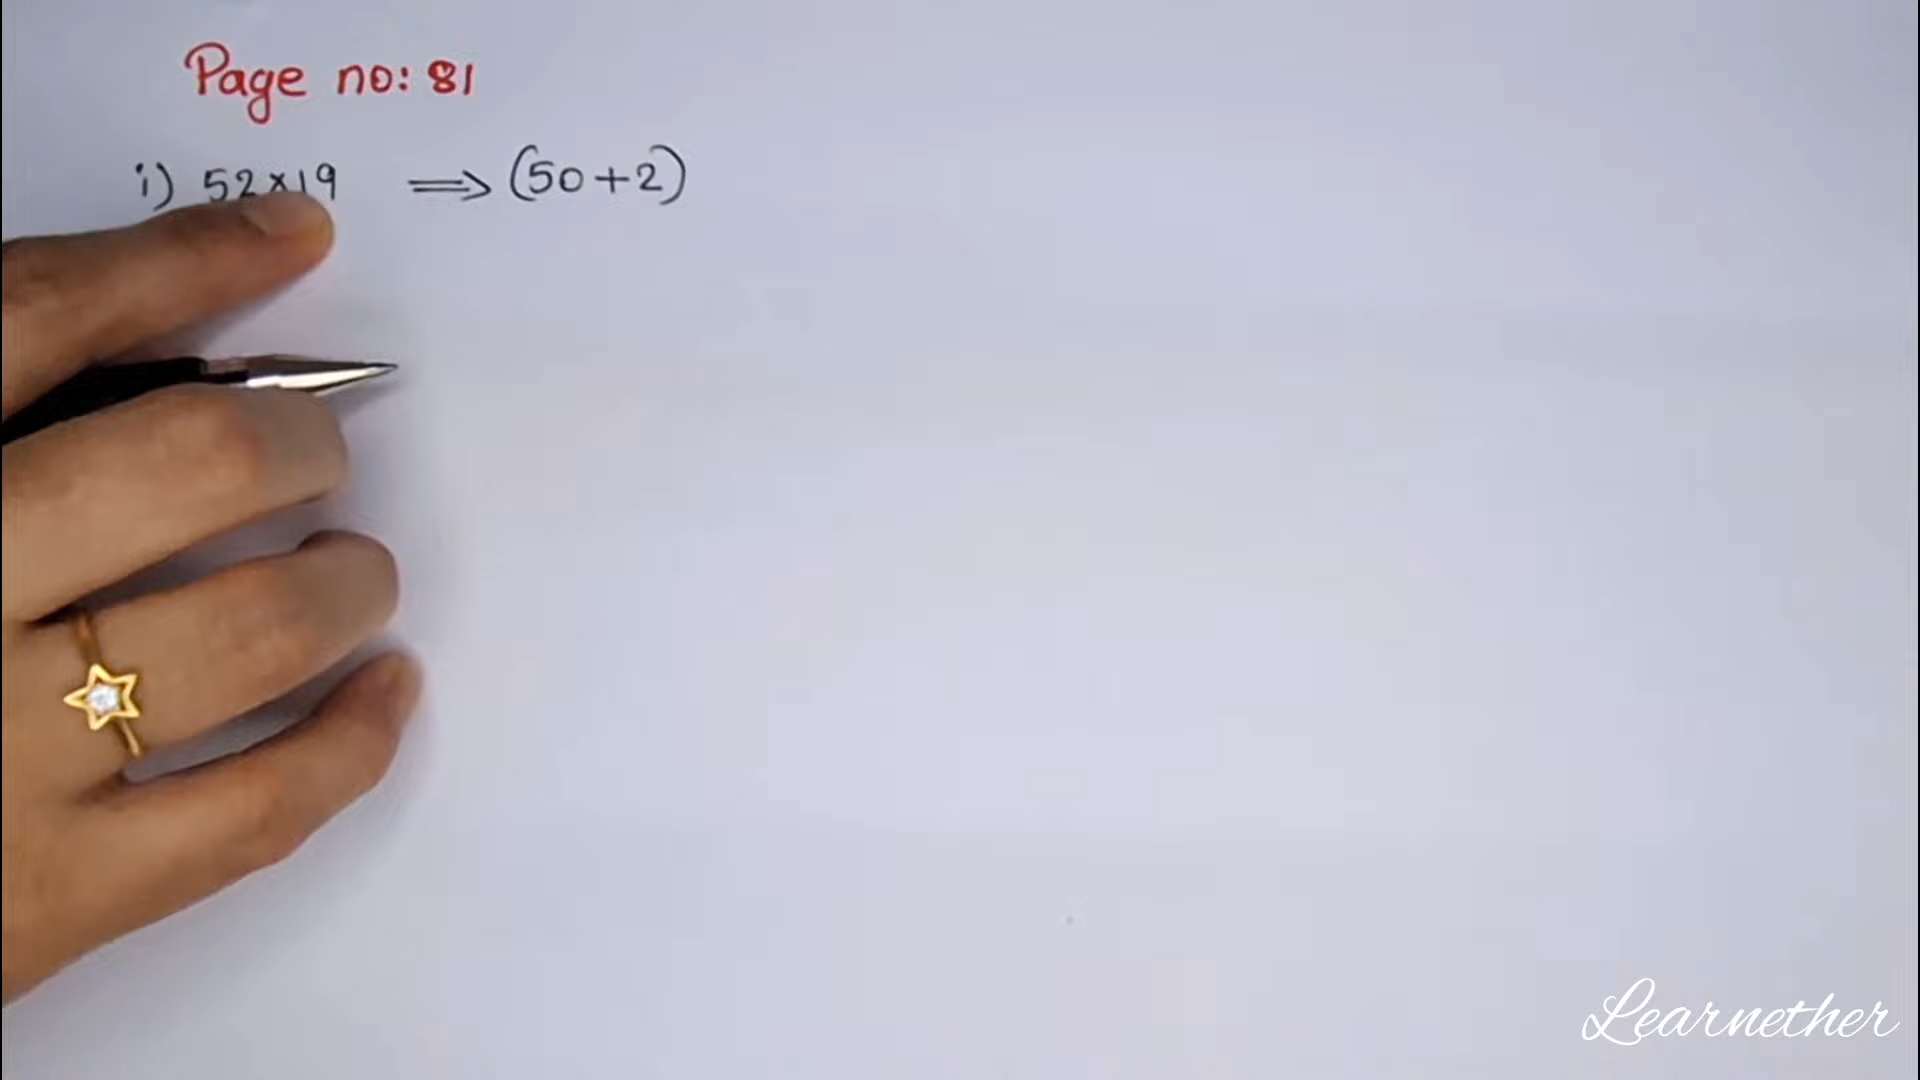 Page no: 81
i) 52×19 ⟹ (50+2)
Learnether